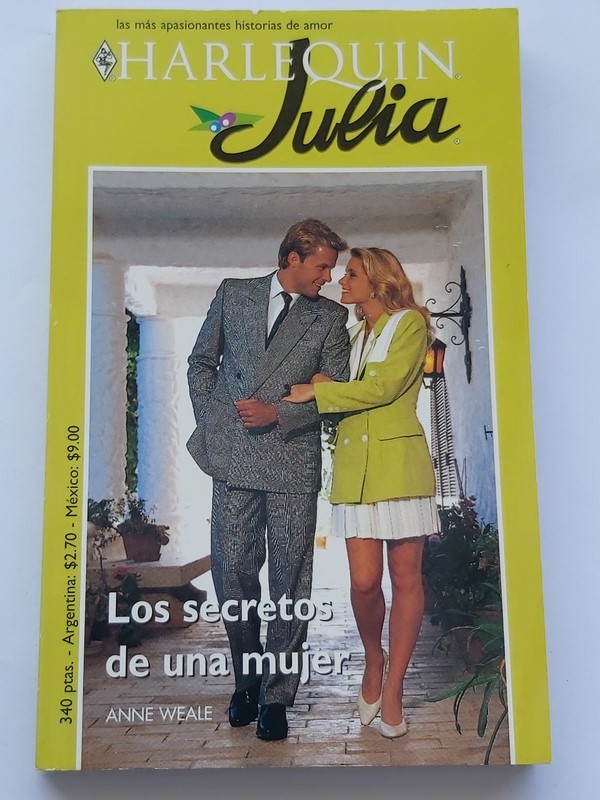 las más apasionantes historias de amor
HARLEQUIN
Julia
340 ptas. - Argentina: $2.70 - México: $9.00
Los secretos
de una mujer
ANNE WEALE